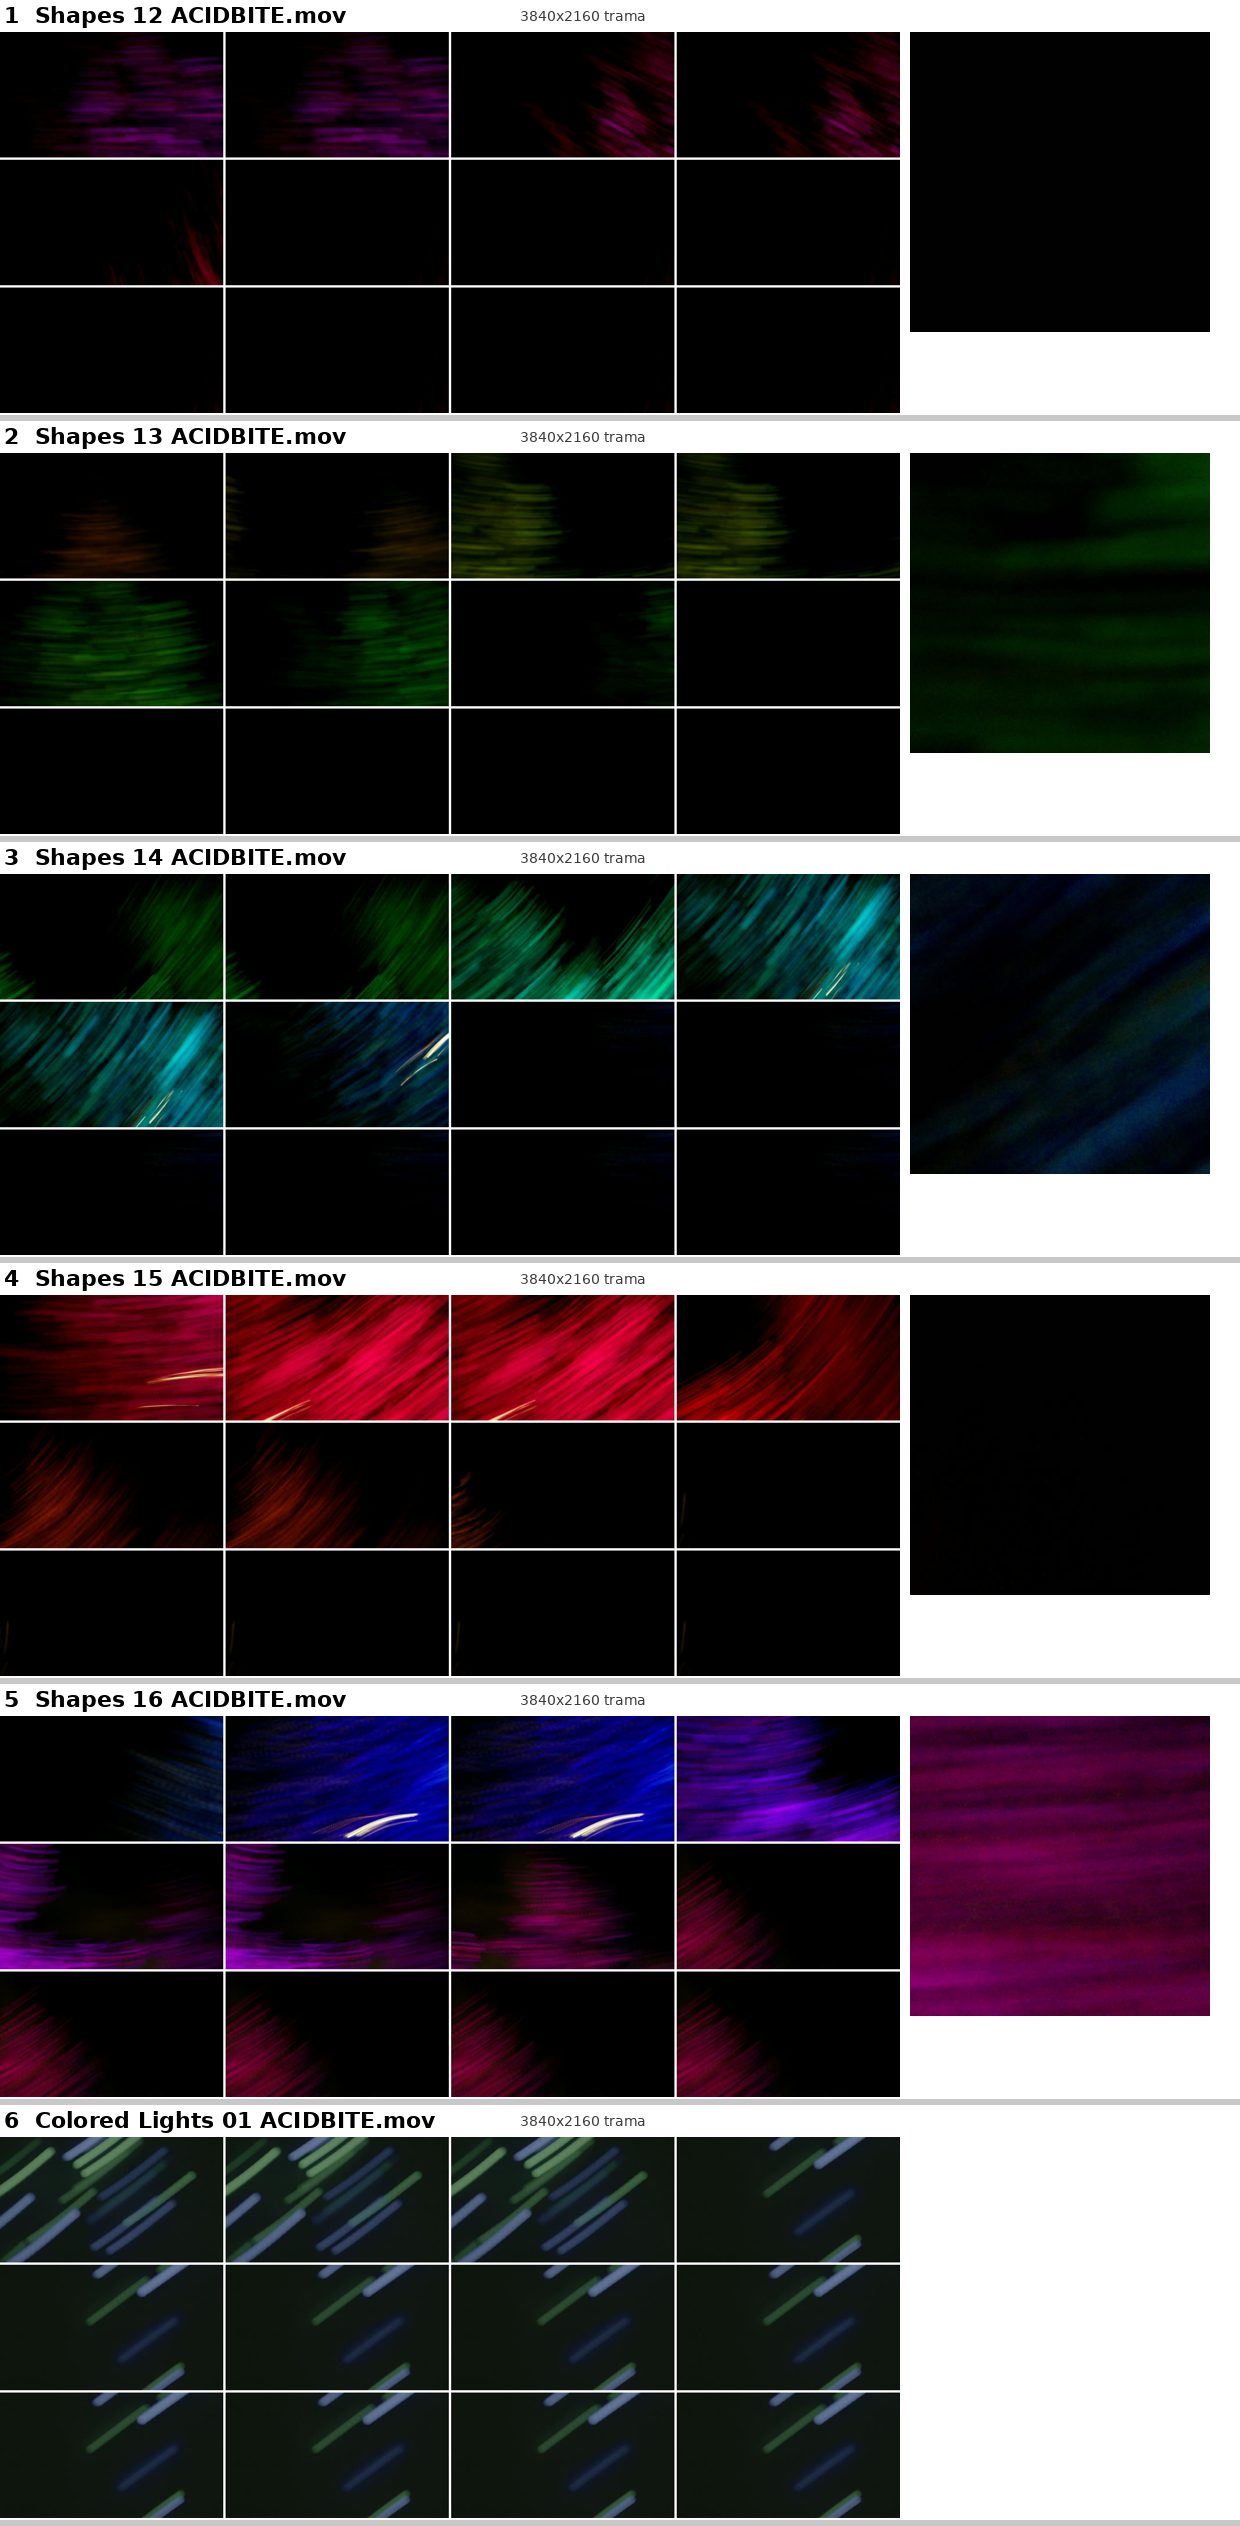 1 Shapes 12 ACIDBITE.mov 3840x2160 trama
2 Shapes 13 ACIDBITE.mov 3840x2160 trama
3 Shapes 14 ACIDBITE.mov 3840x2160 trama
4 Shapes 15 ACIDBITE.mov 3840x2160 trama
5 Shapes 16 ACIDBITE.mov 3840x2160 trama
6 Colored Lights 01 ACIDBITE.mov 3840x2160 trama